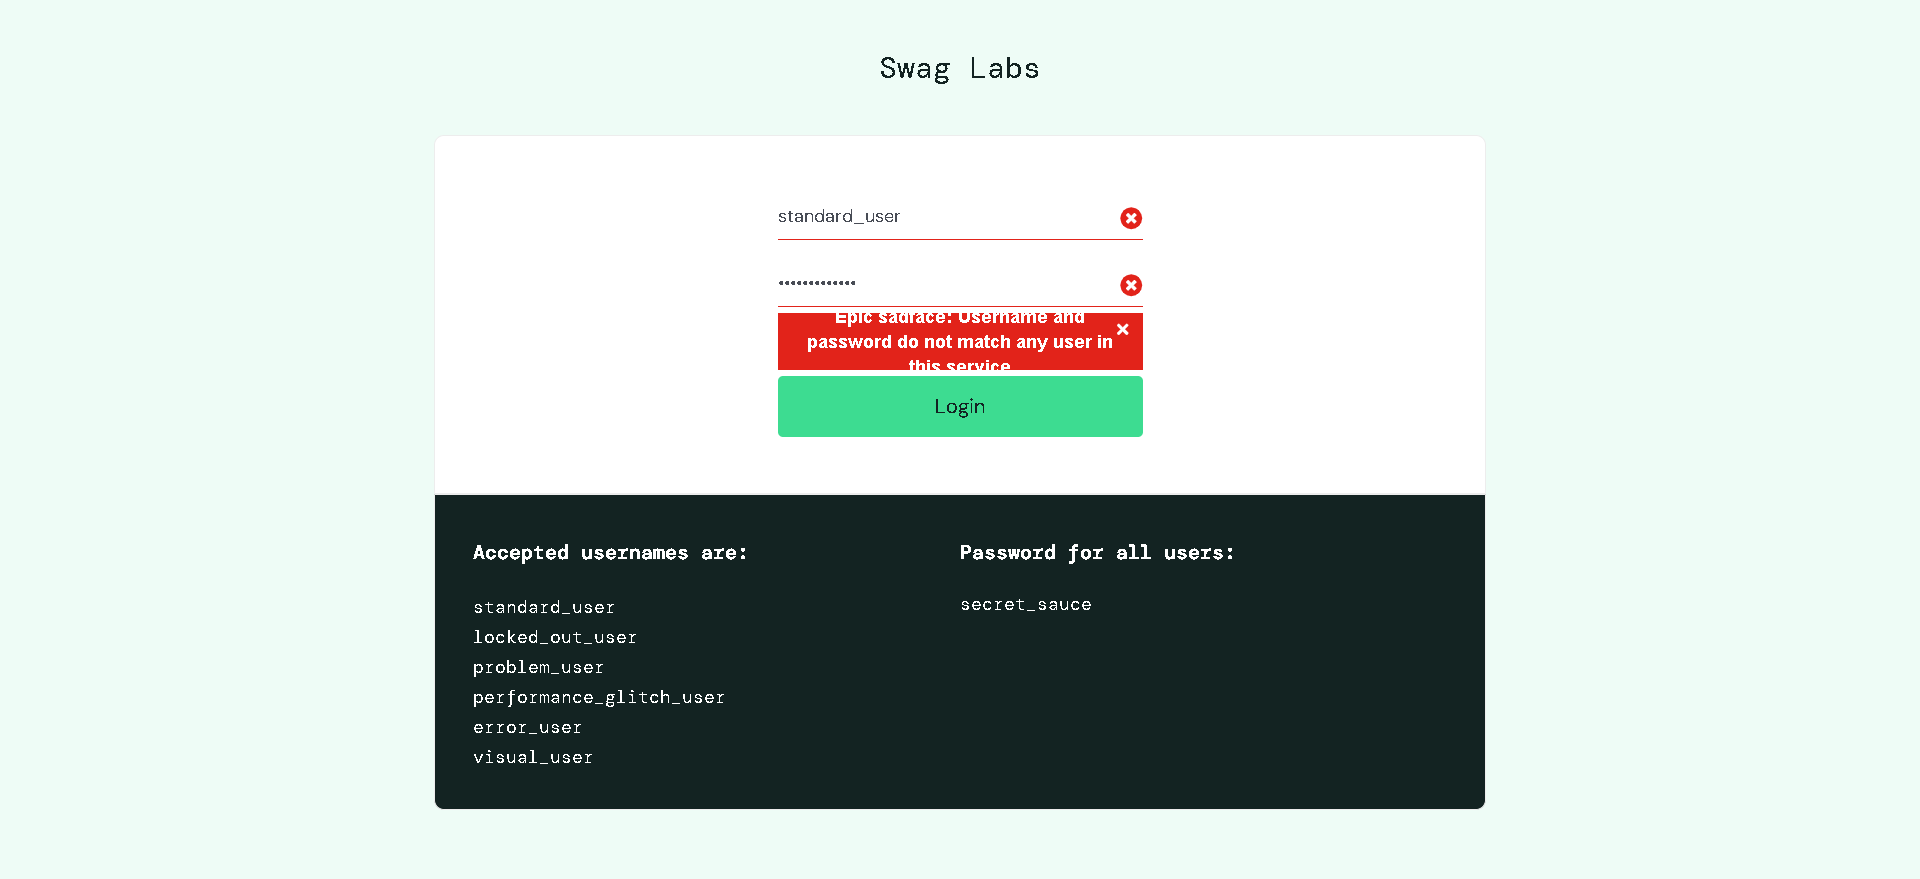 Swag Labs
standard_user
•••••••••••••
Epic sadface: Username and
password do not match any user in
this service
Login
Accepted usernames are:
standard_user
locked_out_user
problem_user
performance_glitch_user
error_user
visual_user
Password for all users:
secret_sauce